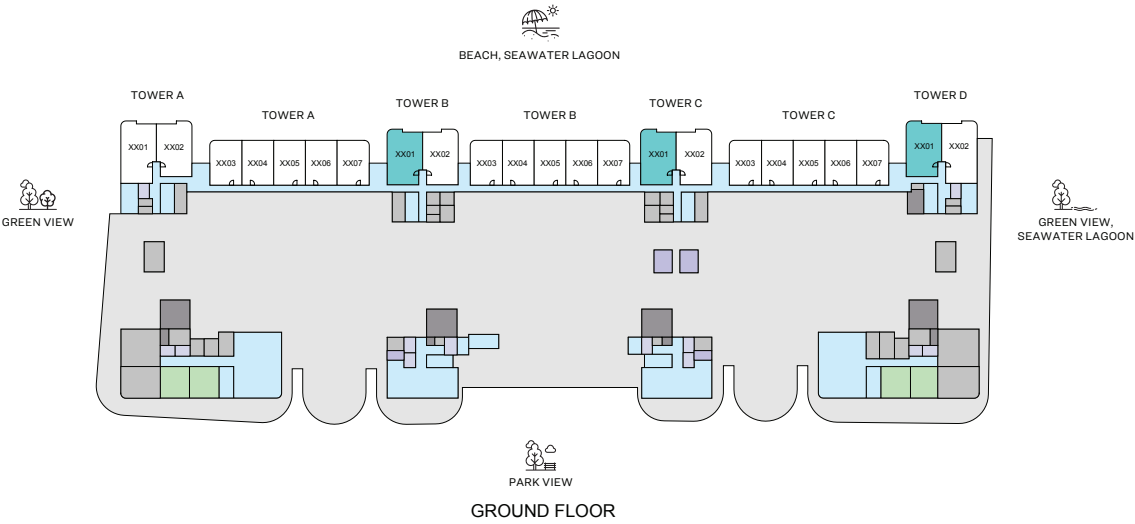 BEACH, SEAWATER LAGOON
TOWER A
TOWER A
TOWER B
TOWER B
TOWER C
TOWER C
TOWER D
XX01 XX02
XX03 XX04 XX05 XX06 XX07
XX01 XX02
XX03 XX04 XX05 XX06 XX07
XX01 XX02
XX03 XX04 XX05 XX06 XX07
XX01 XX02
GREEN VIEW
GREEN VIEW,
SEAWATER LAGOON
PARK VIEW
GROUND FLOOR